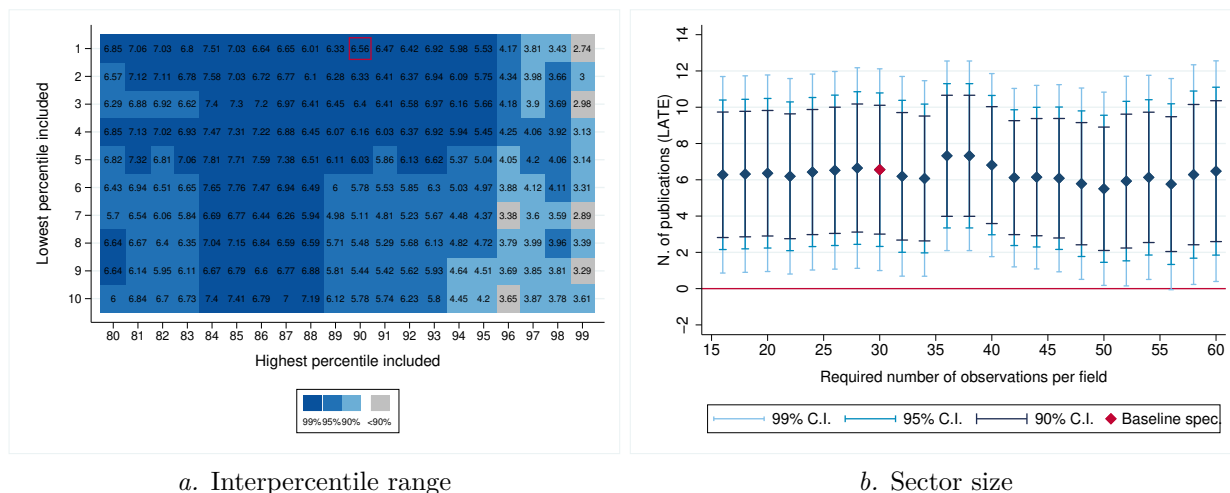 1 6.85 7.06 7.03 6.8 7.51 7.03 6.64 6.65 6.01 6.33 6.56 6.47 6.42 6.92 5.98 5.53 4.17 3.81 3.43 2.74
2 6.57 7.12 7.11 6.78 7.58 7.03 6.72 6.77 6.1 6.28 6.33 6.41 6.37 6.94 6.09 5.75 4.34 3.98 3.66 3
3 6.29 6.88 6.92 6.62 7.4 7.3 7.2 6.97 6.41 6.45 6.4 6.41 6.58 6.97 6.16 5.66 4.18 3.9 3.69 2.98
4 6.85 7.13 7.02 6.93 7.47 7.31 7.22 6.88 6.45 6.07 6.16 6.03 6.37 6.92 5.94 5.45 4.25 4.06 3.92 3.13
5 6.82 7.32 6.81 7.06 7.81 7.71 7.59 7.38 6.51 6.11 6.03 5.86 6.13 6.62 5.37 5.04 4.05 4.2 4.06 3.14
6 6.43 6.94 6.51 6.65 7.65 7.76 7.47 6.94 6.49 6 5.78 5.53 5.85 6.3 5.03 4.97 3.88 4.12 4.11 3.31
7 5.7 6.54 6.06 5.84 6.69 6.77 6.44 6.26 5.94 4.98 5.11 4.81 5.23 5.67 4.48 4.37 3.38 3.6 3.59 2.89
8 6.64 6.67 6.4 6.35 7.04 7.15 6.84 6.59 6.59 5.71 5.48 5.29 5.68 6.13 4.82 4.72 3.79 3.99 3.96 3.39
9 6.64 6.14 5.95 6.11 6.67 6.79 6.6 6.77 6.88 5.81 5.44 5.42 5.62 5.93 4.64 4.51 3.69 3.85 3.81 3.29
10 6 6.84 6.7 6.73 7.4 7.41 6.79 7 7.19 6.12 5.78 5.74 6.23 5.8 4.45 4.2 3.65 3.87 3.78 3.61
Lowest percentile included
80 81 82 83 84 85 86 87 88 89 90 91 92 93 94 95 96 97 98 99
Highest percentile included
99% 95% 90% <90%
a. Interpercentile range
14
12
10
8
6
4
2
0
−2
N. of publications (LATE)
15 20 25 30 35 40 45 50 55 60
Required number of observations per field
99% C.I. 95% C.I. 90% C.I. Baseline spec.
b. Sector size